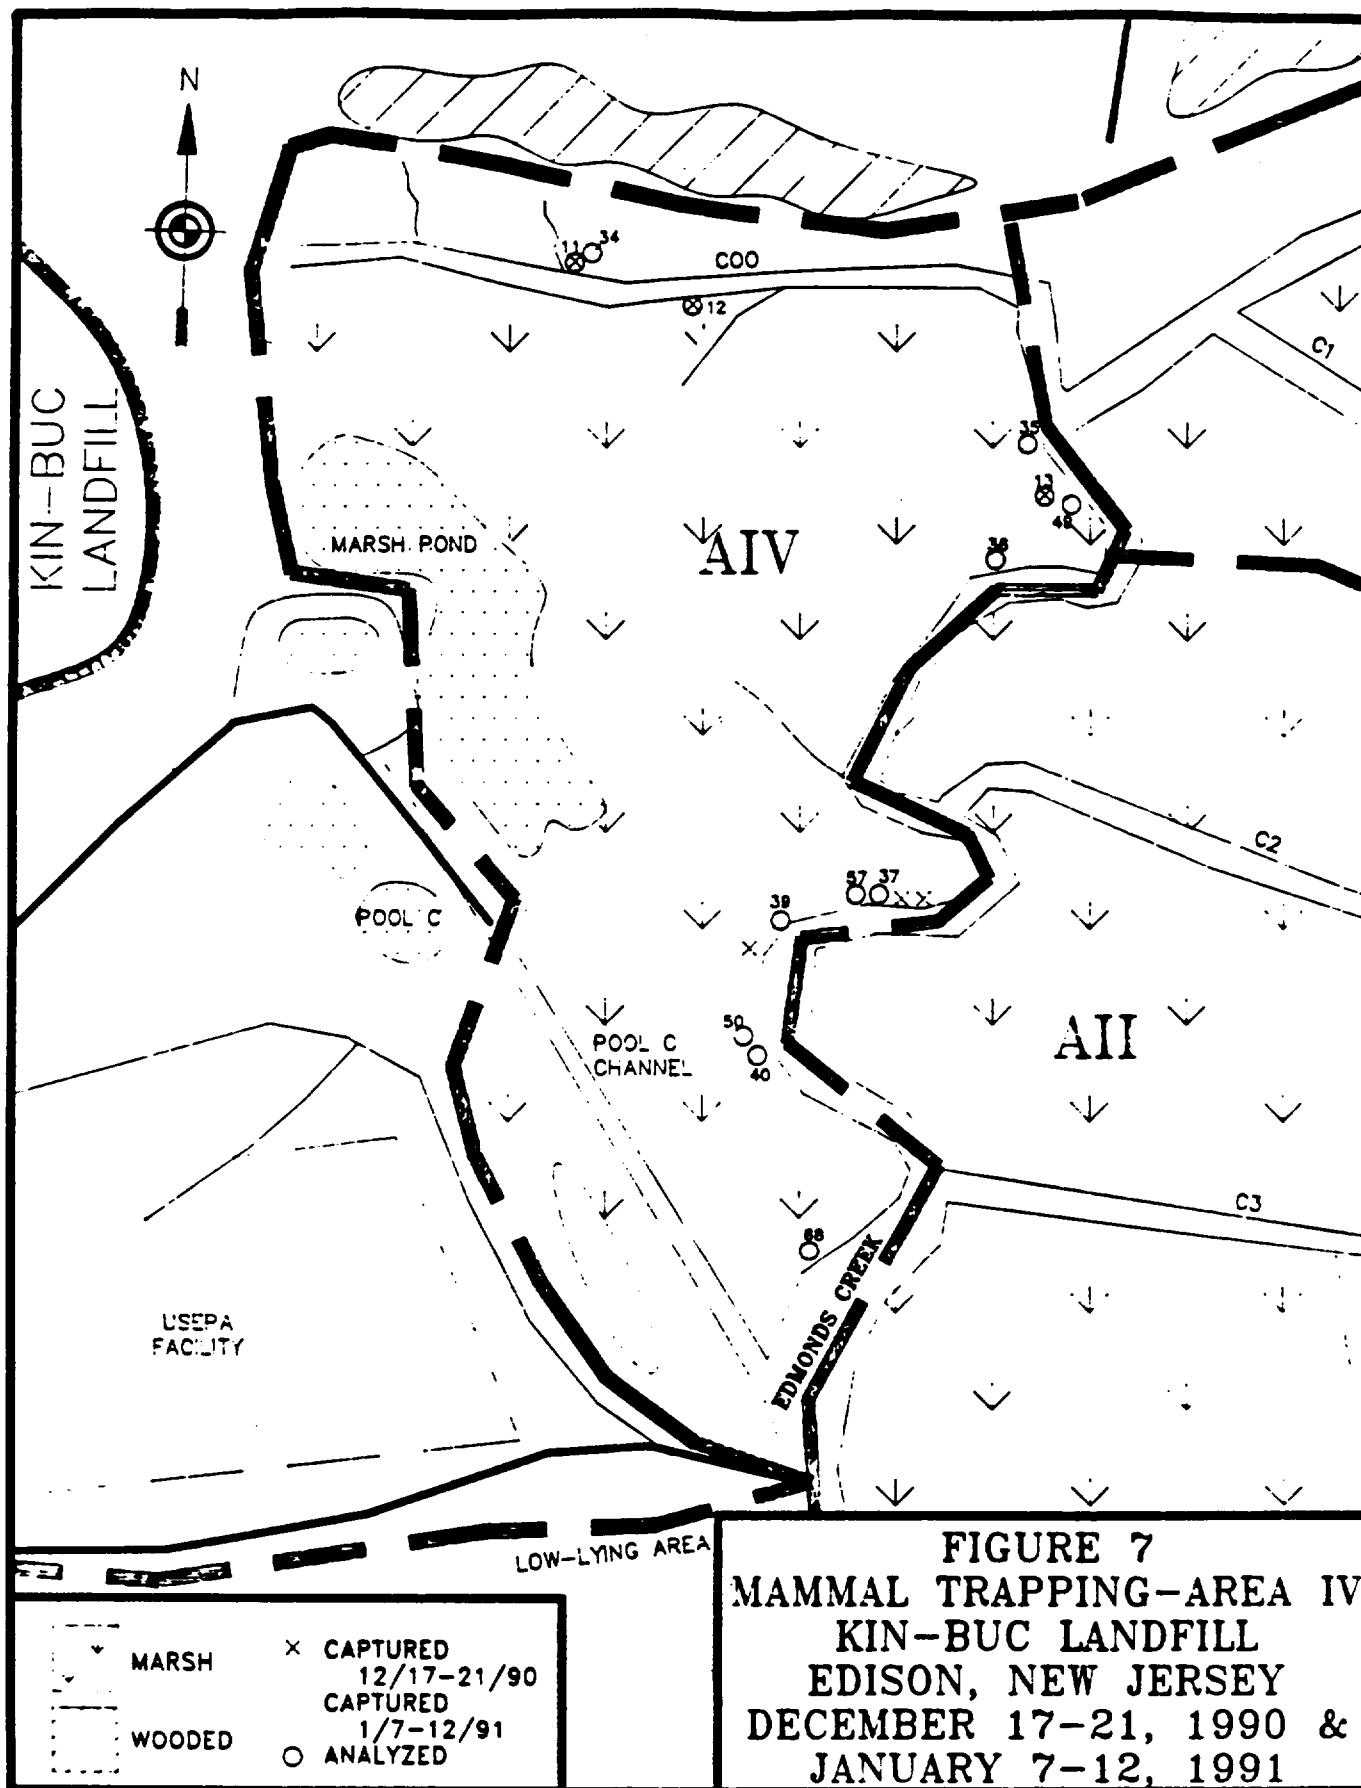 N
11
34
COO
12
C1
KIN-BUC
LANDFILL
35
13
49
MARSH POND
AIV
36
C2
57
37
39
POOL C
50
40
POOL C
CHANNEL
AII
C3
68
EDMONDS CREEK
USEPA
FACILITY
LOW-LYING AREA
MARSH
WOODED
X CAPTURED
12/17-21/90
CAPTURED
1/7-12/91
ANALYZED
FIGURE 7
MAMMAL TRAPPING-AREA IV
KIN-BUC LANDFILL
EDISON, NEW JERSEY
DECEMBER 17-21, 1990 &
JANUARY 7-12, 1991